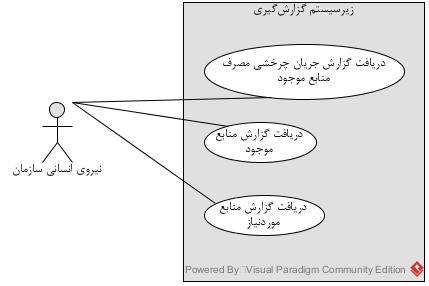 زیرسیستم گزارش‌گیری
دریافت گزارش جریان چرخشی مصرف
منابع موجود
دریافت گزارش منابع
موجود
نیروی انسانی سازمان
دریافت گزارش منابع
موردنیاز
Powered By Visual Paradigm Community Edition